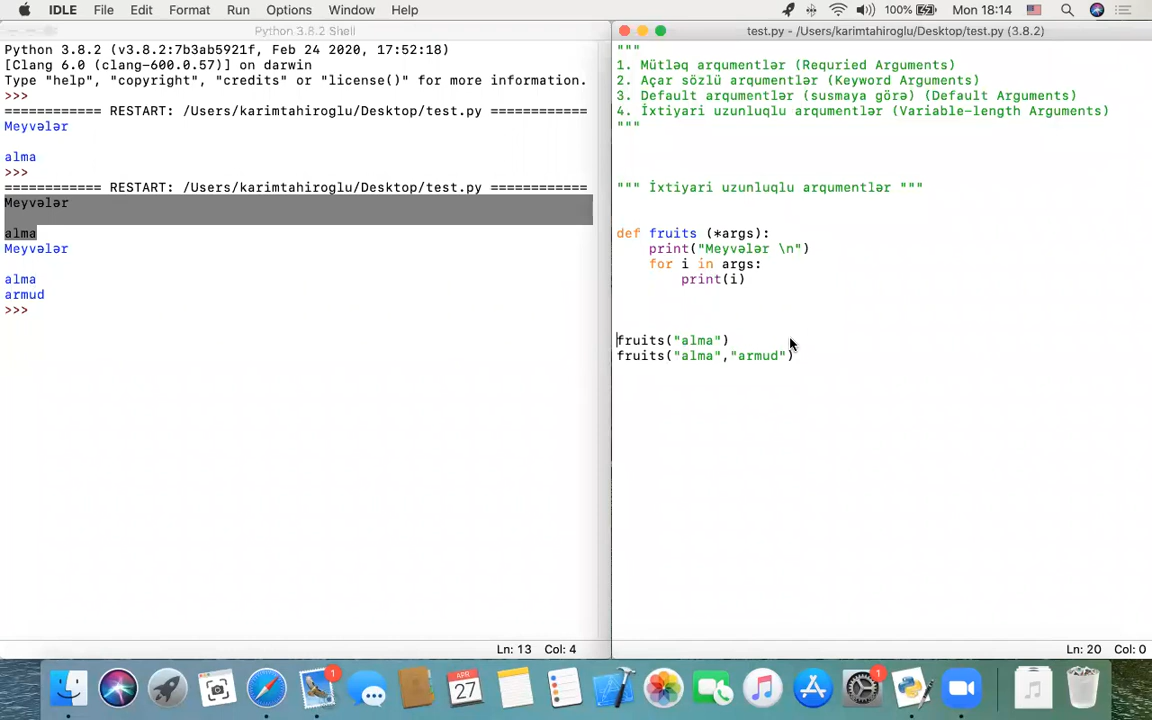 IDLE File Edit Format Run Options Window Help 100% Mon 18:14
Python 3.8.2 Shell
Python 3.8.2 (v3.8.2:7b3ab5921f, Feb 24 2020, 17:52:18)
[Clang 6.0 (clang-600.0.57)] on darwin
Type "help", "copyright", "credits" or "license()" for more information.
>>>
============ RESTART: /Users/karimtahiroglu/Desktop/test.py ============
Meyvələr
alma
>>>
============ RESTART: /Users/karimtahiroglu/Desktop/test.py ============
Meyvələr
alma
Meyvələr
alma
armud
>>>
Ln: 13 Col: 4
test.py - /Users/karimtahiroglu/Desktop/test.py (3.8.2)
"""
1. Mütləq arqumentlər (Requried Arguments)
2. Açar sözlü arqumentlər (Keyword Arguments)
3. Default arqumentlər (susmaya görə) (Default Arguments)
4. İxtiyari uzunluqlu arqumentlər (Variable-length Arguments)
"""
""" İxtiyari uzunluqlu arqumentlər """
def fruits (*args):
print("Meyvələr \n")
for i in args:
print(i)
fruits("alma")
fruits("alma","armud")
Ln: 20 Col: 0
1
APR
27
1